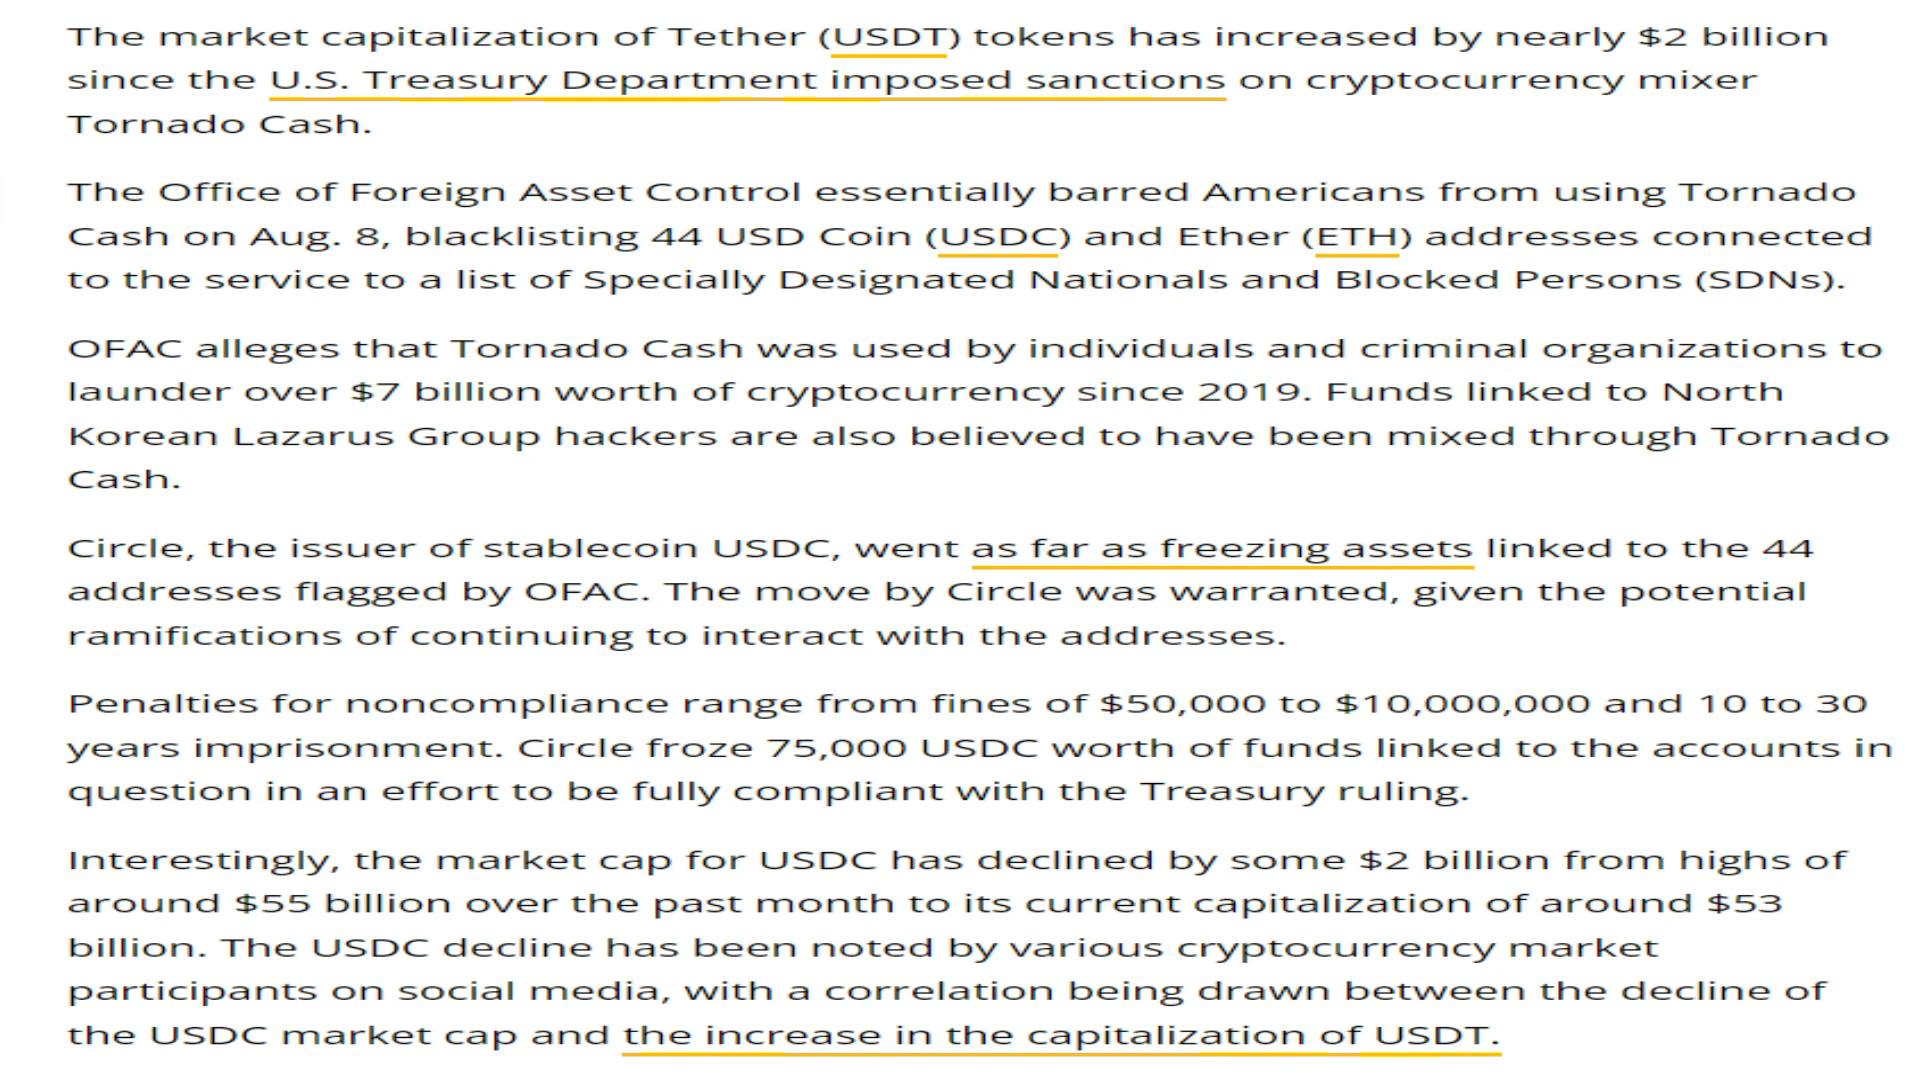 The market capitalization of Tether (USDT) tokens has increased by nearly $2 billion
since the U.S. Treasury Department imposed sanctions on cryptocurrency mixer
Tornado Cash.
The Office of Foreign Asset Control essentially barred Americans from using Tornado
Cash on Aug. 8, blacklisting 44 USD Coin (USDC) and Ether (ETH) addresses connected
to the service to a list of Specially Designated Nationals and Blocked Persons (SDNs).
OFAC alleges that Tornado Cash was used by individuals and criminal organizations to
launder over $7 billion worth of cryptocurrency since 2019. Funds linked to North
Korean Lazarus Group hackers are also believed to have been mixed through Tornado
Cash.
Circle, the issuer of stablecoin USDC, went as far as freezing assets linked to the 44
addresses flagged by OFAC. The move by Circle was warranted, given the potential
ramifications of continuing to interact with the addresses.
Penalties for noncompliance range from fines of $50,000 to $10,000,000 and 10 to 30
years imprisonment. Circle froze 75,000 USDC worth of funds linked to the accounts in
question in an effort to be fully compliant with the Treasury ruling.
Interestingly, the market cap for USDC has declined by some $2 billion from highs of
around $55 billion over the past month to its current capitalization of around $53
billion. The USDC decline has been noted by various cryptocurrency market
participants on social media, with a correlation being drawn between the decline of
the USDC market cap and the increase in the capitalization of USDT.